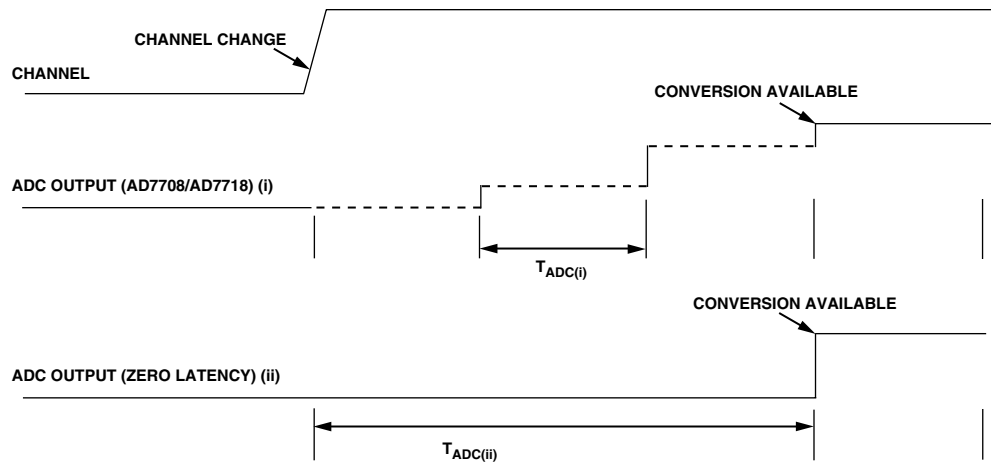 CHANNEL CHANGE
CHANNEL
CONVERSION AVAILABLE
ADC OUTPUT (AD7708/AD7718) (i)
TADC(i)
CONVERSION AVAILABLE
ADC OUTPUT (ZERO LATENCY) (ii)
TADC(ii)